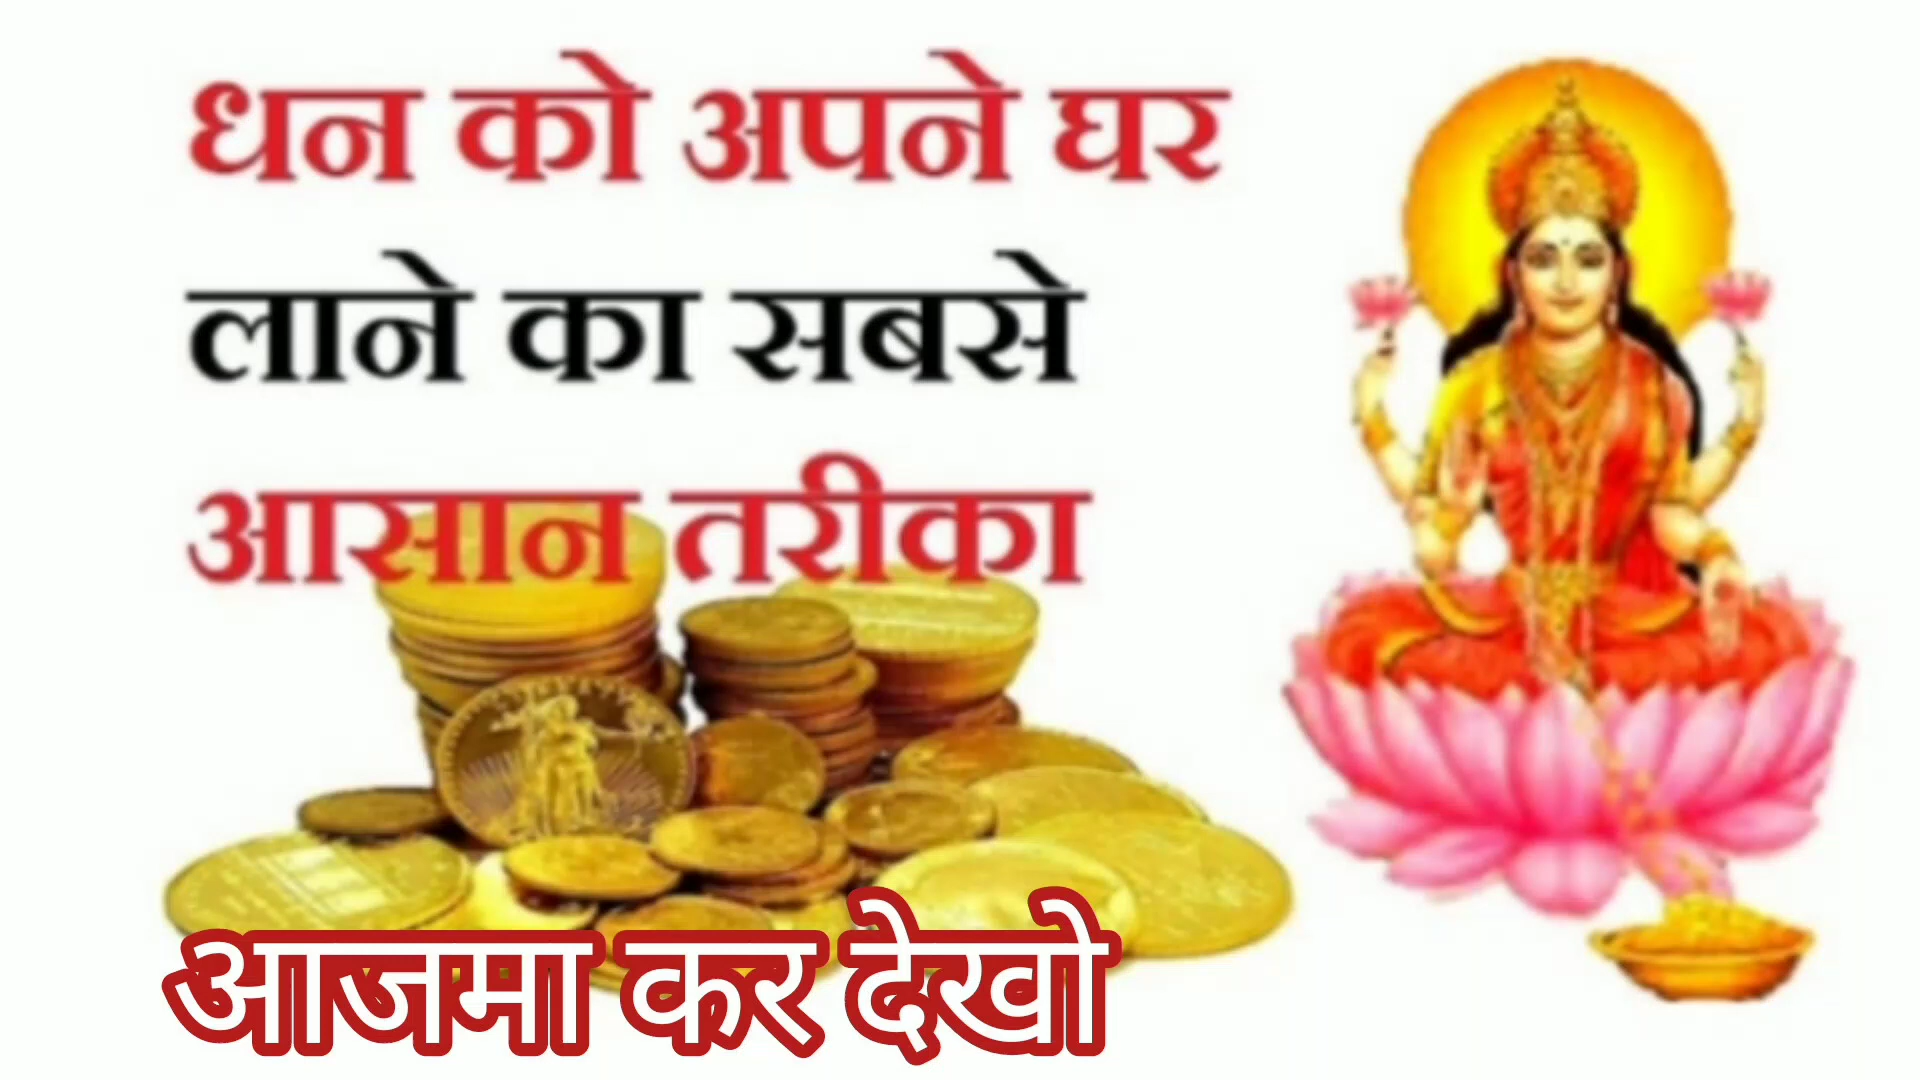 धन को अपने घर
लाने का सबसे
आसान तरीका
आजमा कर देखो